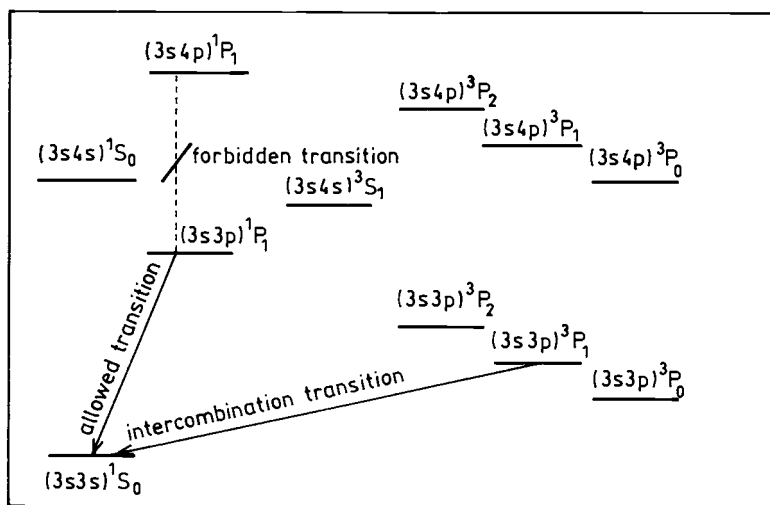 (3s4p)¹P₁
(3s4p)³P₂
(3s4p)³P₁
(3s4s)¹S₀
forbidden transition
(3s4p)³P₀
(3s4s)³S₁
(3s3p)¹P₁
(3s3p)³P₂
(3s3p)³P₁
allowed transition
intercombination transition
(3s3p)³P₀
(3s3s)¹S₀